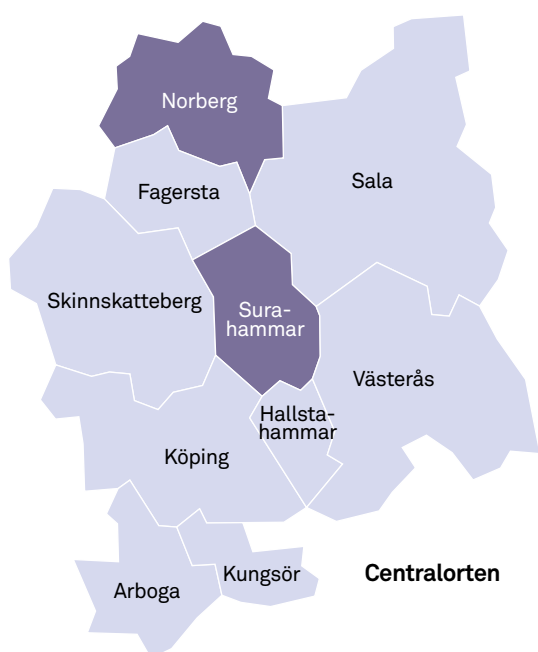 Norberg
Sala
Fagersta
Skinnskatteberg
Sura-
hammar
Västerås
Hallsta-
hammar
Köping
Kungsör
Centralorten
Arboga